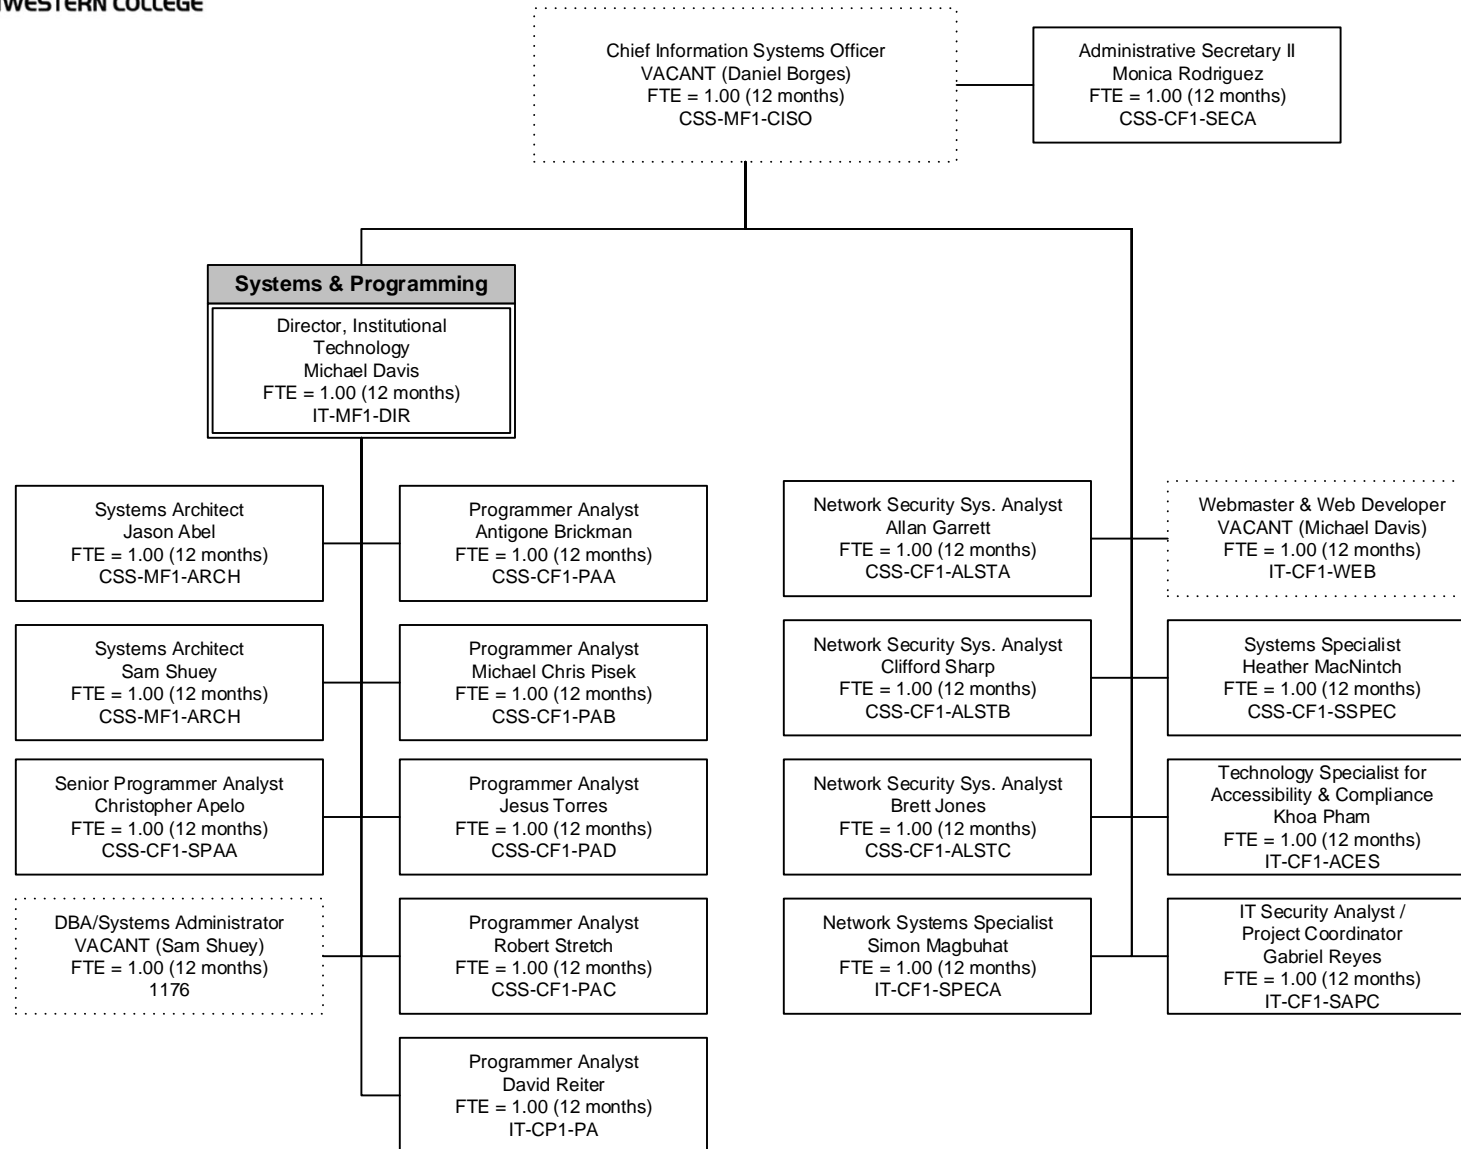 WESTERN COLLEGE
Chief Information Systems Officer
VACANT (Daniel Borges)
FTE = 1.00 (12 months)
CSS-MF1-CISO
Administrative Secretary II
Monica Rodriguez
FTE = 1.00 (12 months)
CSS-CF1-SECA
Systems & Programming
Director, Institutional
Technology
Michael Davis
FTE = 1.00 (12 months)
IT-MF1-DIR
Systems Architect
Jason Abel
FTE = 1.00 (12 months)
CSS-MF1-ARCH
Programmer Analyst
Antigone Brickman
FTE = 1.00 (12 months)
CSS-CF1-PAA
Network Security Sys. Analyst
Allan Garrett
FTE = 1.00 (12 months)
CSS-CF1-ALSTA
Webmaster & Web Developer
VACANT (Michael Davis)
FTE = 1.00 (12 months)
IT-CF1-WEB
Systems Architect
Sam Shuey
FTE = 1.00 (12 months)
CSS-MF1-ARCH
Programmer Analyst
Michael Chris Pisek
FTE = 1.00 (12 months)
CSS-CF1-PAB
Network Security Sys. Analyst
Clifford Sharp
FTE = 1.00 (12 months)
CSS-CF1-ALSTB
Systems Specialist
Heather MacNintch
FTE = 1.00 (12 months)
CSS-CF1-SSPEC
Senior Programmer Analyst
Christopher Apelo
FTE = 1.00 (12 months)
CSS-CF1-SPAA
Programmer Analyst
Jesus Torres
FTE = 1.00 (12 months)
CSS-CF1-PAD
Network Security Sys. Analyst
Brett Jones
FTE = 1.00 (12 months)
CSS-CF1-ALSTC
Technology Specialist for
Accessibility & Compliance
Khoa Pham
FTE = 1.00 (12 months)
IT-CF1-ACES
DBA/Systems Administrator
VACANT (Sam Shuey)
FTE = 1.00 (12 months)
1176
Programmer Analyst
Robert Stretch
FTE = 1.00 (12 months)
CSS-CF1-PAC
Network Systems Specialist
Simon Magbuhat
FTE = 1.00 (12 months)
IT-CF1-SPECA
IT Security Analyst /
Project Coordinator
Gabriel Reyes
FTE = 1.00 (12 months)
IT-CF1-SAPC
Programmer Analyst
David Reiter
FTE = 1.00 (12 months)
IT-CP1-PA